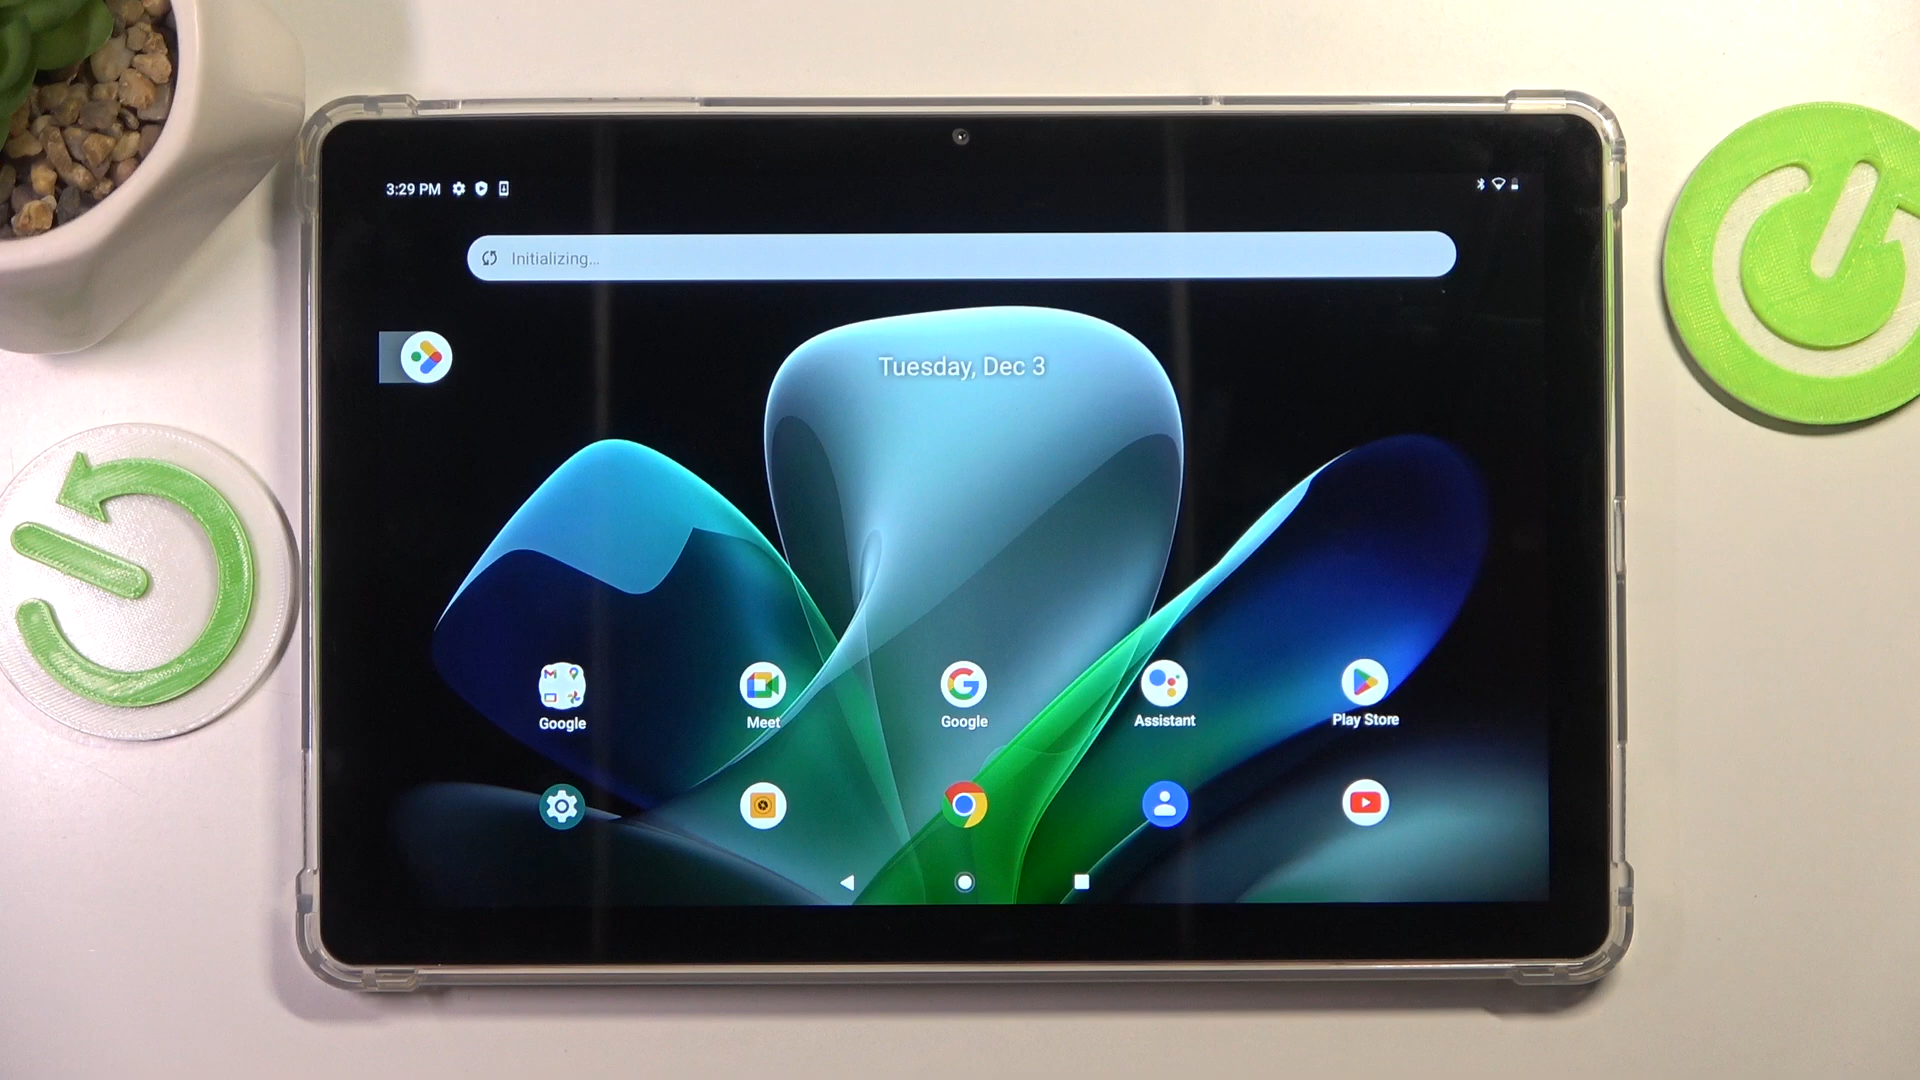 3:29 PM
Initializing...
Tuesday, Dec 3
Google
Meet
Google
Assistant
Play Store